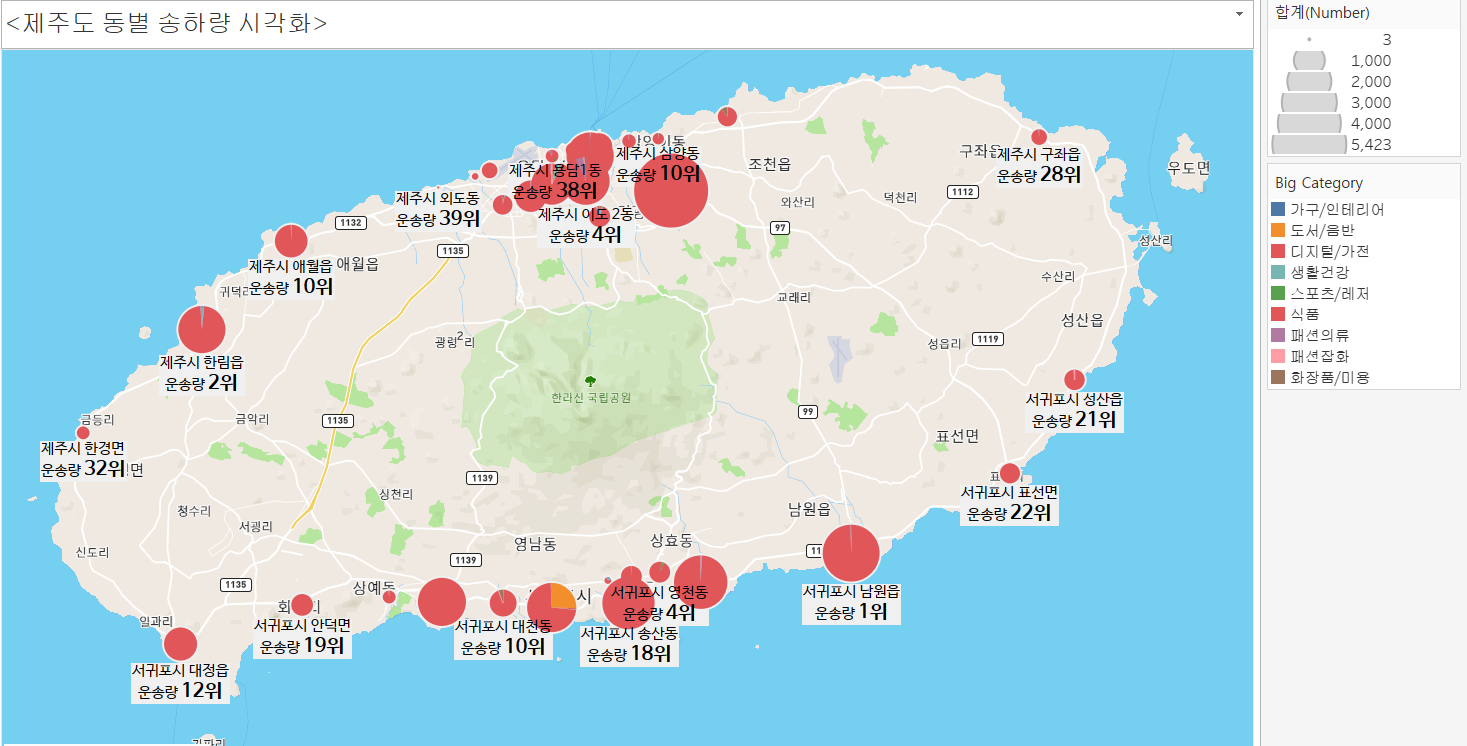 <제주도 동별 송하량 시각화>
합계(Number)
3
1,000
2,000
3,000
4,000
5,423
Big Category
가구/인테리어
도서/음반
디지털/가전
생활건강
스포츠/레저
식품
패션의류
패션잡화
화장품/미용
제주시 삼양동
운송량 10위
조천읍
제주시 구좌읍
운송량 28위
우도면
제주시 용담1동
운송량 38위
와산리
덕천리
1112
제주시 외도동
운송량 39위
제주시 이도 2동
운송량 4위
1132
97
1135
성산리
제주시 애월읍
운송량 10위
애월읍
수산리
교래리
성산읍
광령2리
1119
성읍리
제주시 한림읍
운송량 2위
한라산 국립공원
서귀포시 성산읍
운송량 21위
99
금등리
금악리
1135
표선면
제주시 한경면
운송량 32위
1139
서귀포시 표선면
운송량 22위
상천리
청수리
서광리
남원읍
영남동
상효동
신도리
1139
1135
상예동
서귀포시 남원읍
운송량 1위
서귀포시 영천동
운송량 4위
일과리
서귀포시 안덕면
운송량 19위
서귀포시 대천동
운송량 10위
서귀포시 송산동
운송량 18위
서귀포시 대정읍
운송량 12위